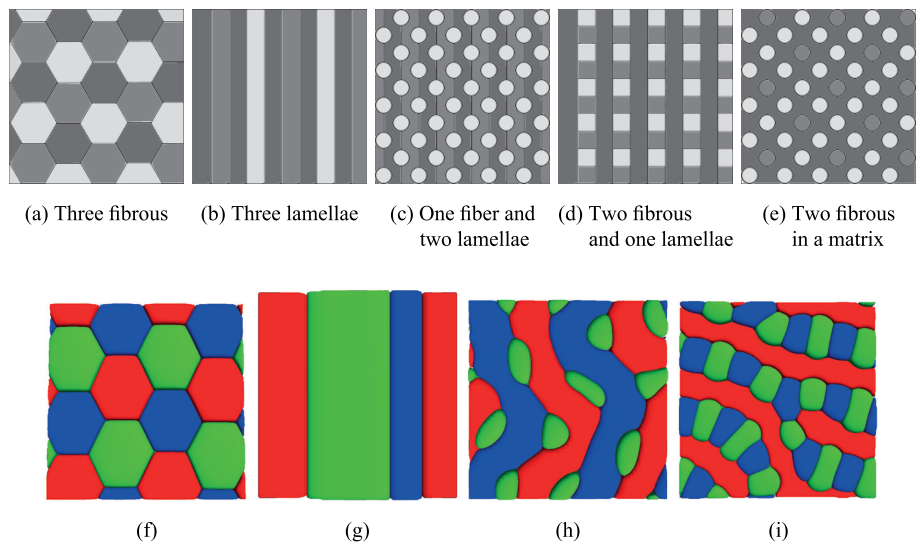 (a) Three fibrous
(b) Three lamellae
(c) One fiber and
two lamellae
(d) Two fibrous
and one lamellae
(e) Two fibrous
in a matrix
(f)
(g)
(h)
(i)